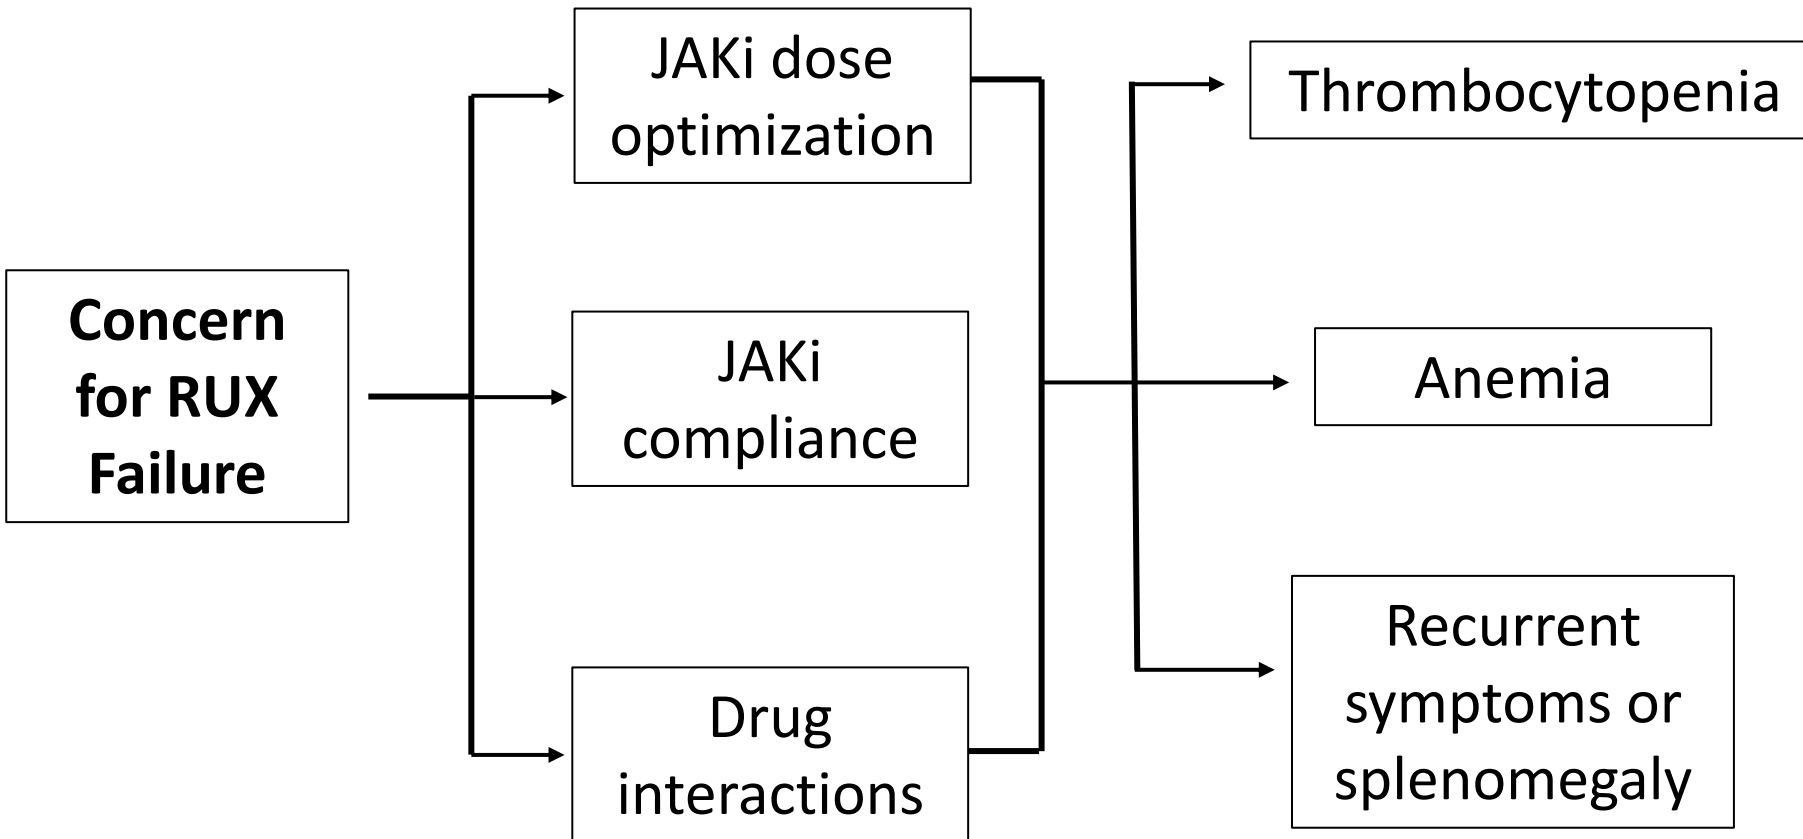 Concern
for RUX
Failure
JAKi dose
optimization
JAKi
compliance
Drug
interactions
Thrombocytopenia
Anemia
Recurrent
symptoms or
splenomegaly